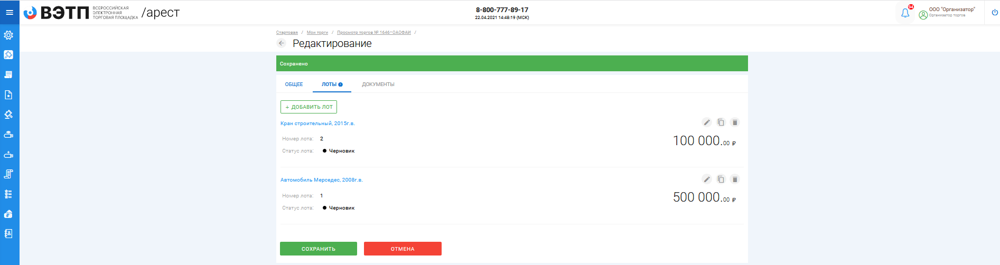 ВЭТП
ВСЕРОССИЙСКАЯ
ЭЛЕКТРОННАЯ
ТОРГОВАЯ ПЛОЩАДКА
/арест
8-800-777-89-17
22.04.2021 14:48:19 (МСК)
94
ООО "Организатор"
Организатор торгов
Стартовая / Мои торги / Просмотр торгов № 1646-ОАОФАИ /
Редактирование
Сохранено
ОБЩЕЕ ЛОТЫ ДОКУМЕНТЫ
+ ДОБАВИТЬ ЛОТ
Кран строительный, 2015г.в.
Номер лота: 2
100 000.00 ₽
Статус лота: Черновик
Автомобиль Мерседес, 2008г.в.
Номер лота: 1
500 000.00 ₽
Статус лота: Черновик
СОХРАНИТЬ ОТМЕНА